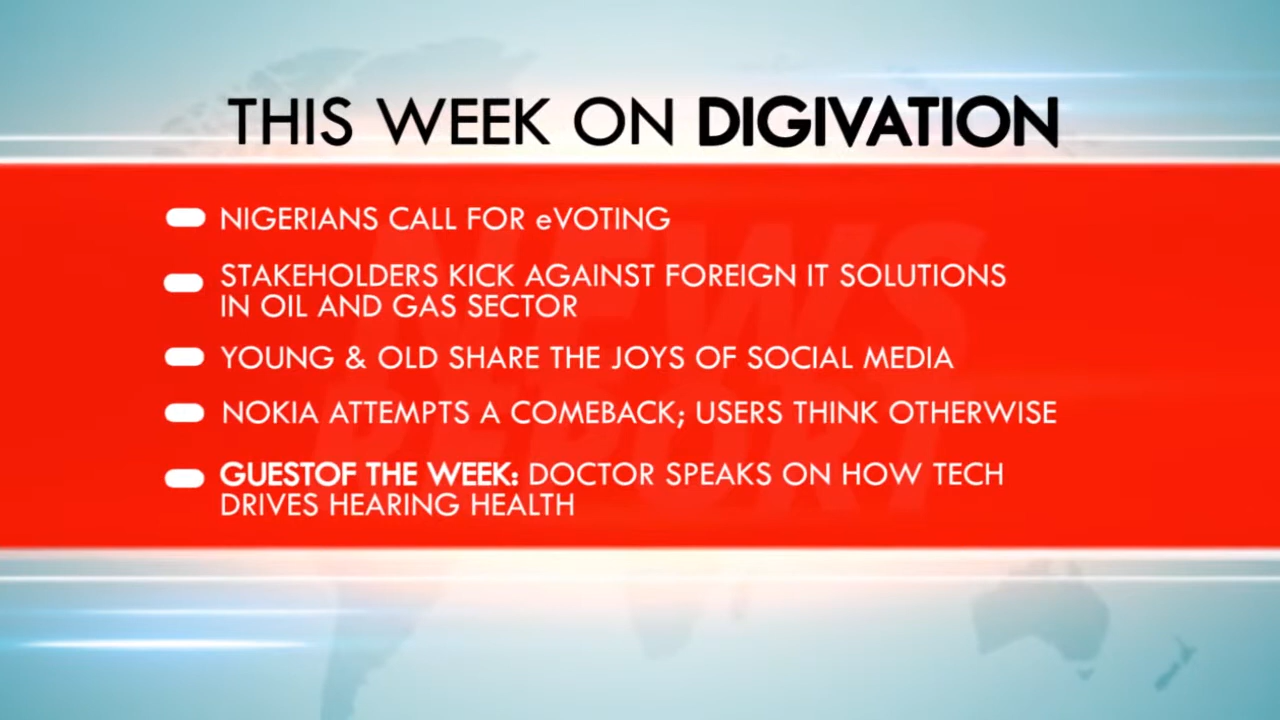 THIS WEEK ON DIGIVATION
NIGERIANS CALL FOR eVOTING
STAKEHOLDERS KICK AGAINST FOREIGN IT SOLUTIONS
IN OIL AND GAS SECTOR
YOUNG & OLD SHARE THE JOYS OF SOCIAL MEDIA
NOKIA ATTEMPTS A COMEBACK; USERS THINK OTHERWISE
GUESTOF THE WEEK: DOCTOR SPEAKS ON HOW TECH
DRIVES HEARING HEALTH
NEWS
REPORT